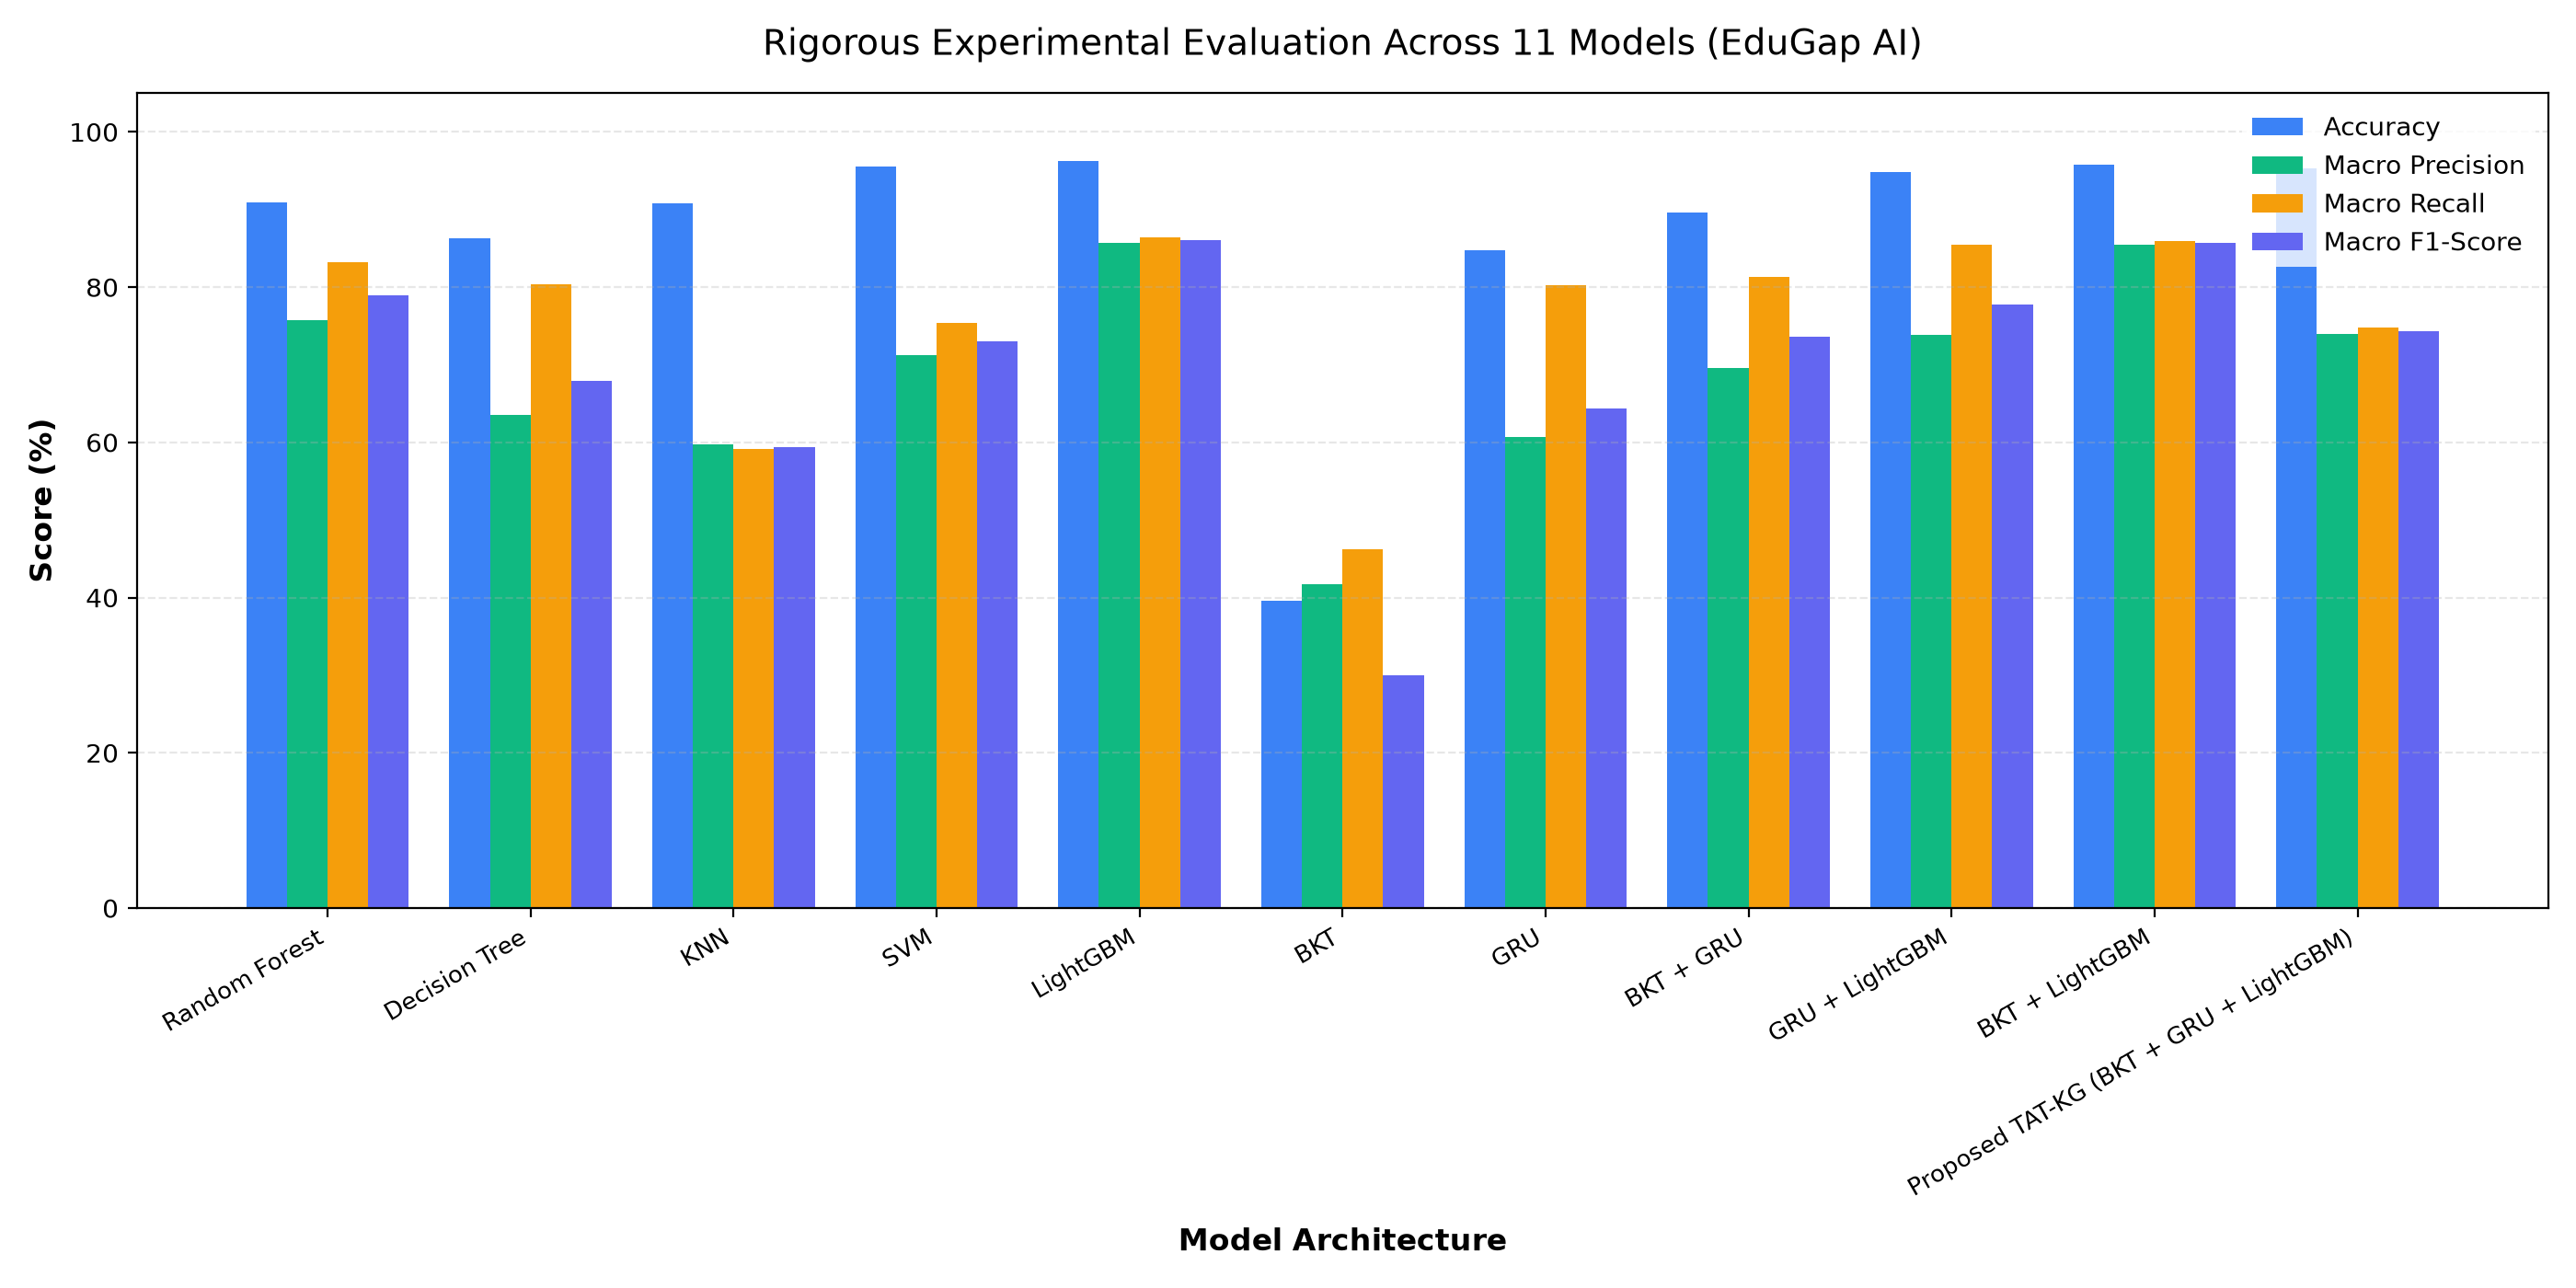 Rigorous Experimental Evaluation Across 11 Models (EduGap AI)
Accuracy
Macro Precision
Macro Recall
Macro F1-Score
Score (%)
100
80
60
40
20
0
Random Forest
Decision Tree
KNN
SVM
LightGBM
BKT
GRU
BKT + GRU
GRU + LightGBM
BKT + LightGBM
Proposed TAT-KG (BKT + GRU + LightGBM)
Model Architecture